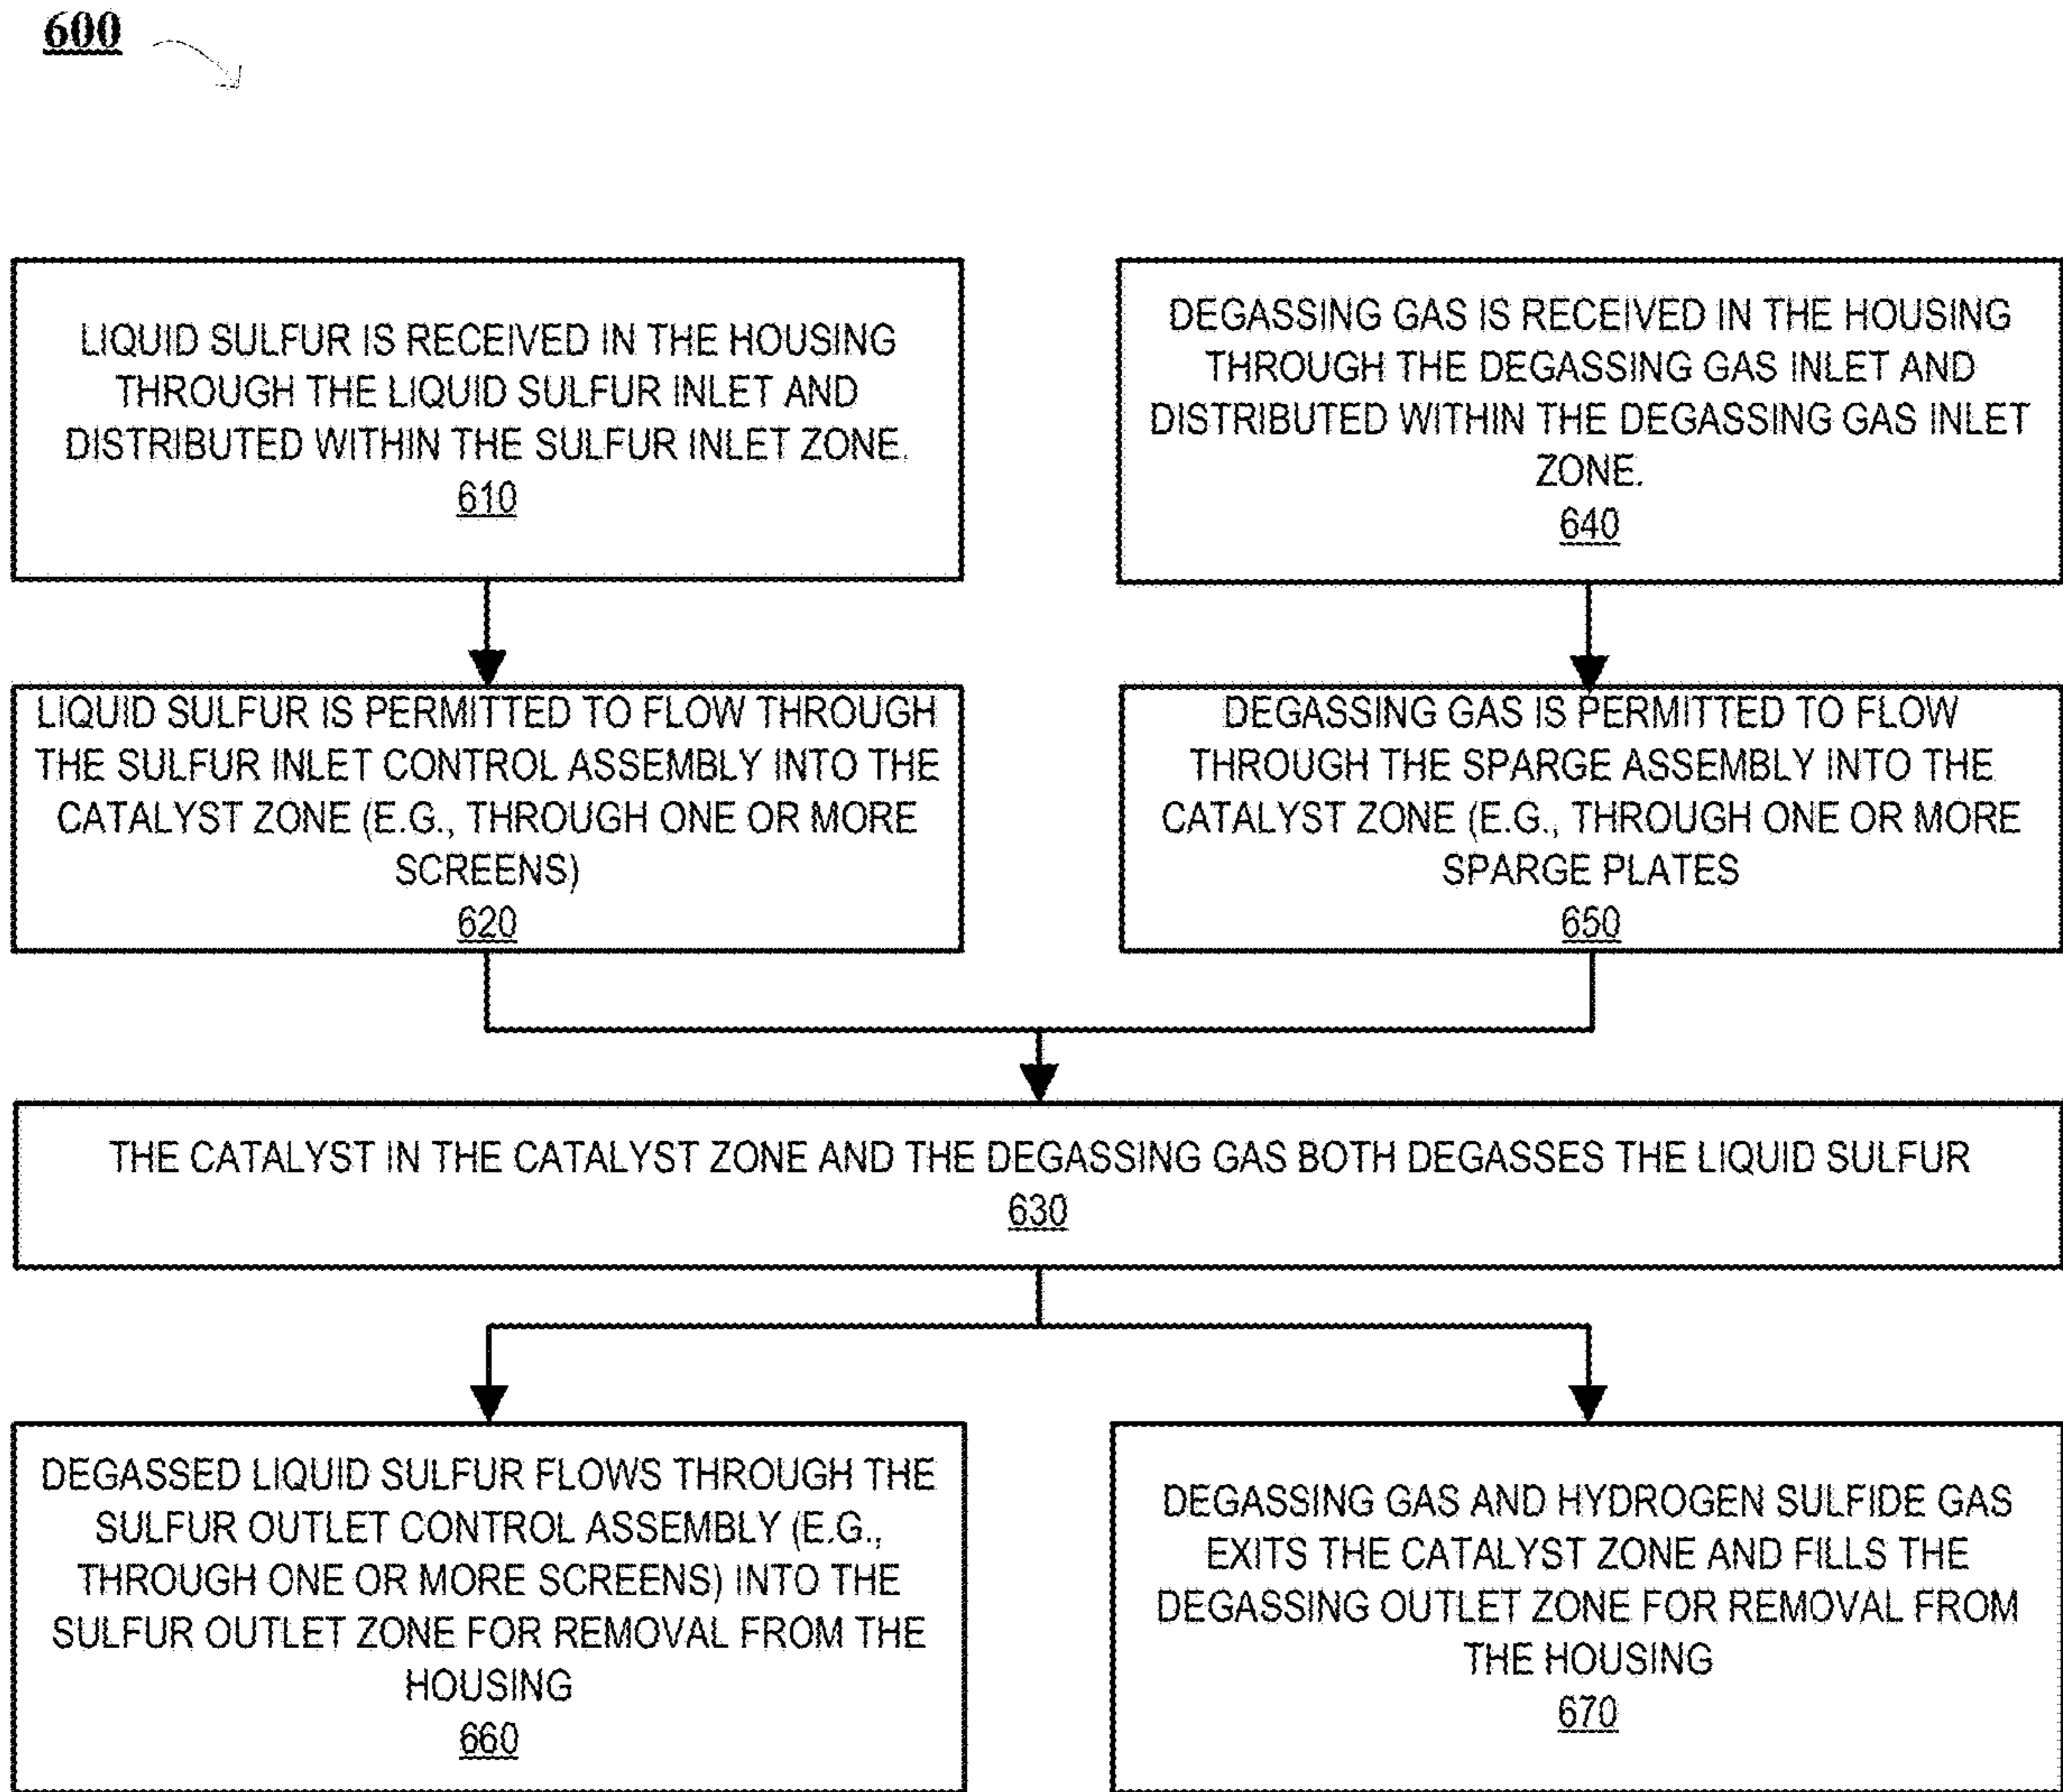 600
LIQUID SULFUR IS RECEIVED IN THE HOUSING
THROUGH THE LIQUID SULFUR INLET AND
DISTRIBUTED WITHIN THE SULFUR INLET ZONE.
610
DEGASSING GAS IS RECEIVED IN THE HOUSING
THROUGH THE DEGASSING GAS INLET AND
DISTRIBUTED WITHIN THE DEGASSING GAS INLET
ZONE.
640
LIQUID SULFUR IS PERMITTED TO FLOW THROUGH
THE SULFUR INLET CONTROL ASSEMBLY INTO THE
CATALYST ZONE (E.G., THROUGH ONE OR MORE
SCREENS)
620
DEGASSING GAS IS PERMITTED TO FLOW
THROUGH THE SPARGE ASSEMBLY INTO THE
CATALYST ZONE (E.G., THROUGH ONE OR MORE
SPARGE PLATES
650
THE CATALYST IN THE CATALYST ZONE AND THE DEGASSING GAS BOTH DEGASSES THE LIQUID SULFUR
630
DEGASSED LIQUID SULFUR FLOWS THROUGH THE
SULFUR OUTLET CONTROL ASSEMBLY (E.G.,
THROUGH ONE OR MORE SCREENS) INTO THE
SULFUR OUTLET ZONE FOR REMOVAL FROM THE
HOUSING
660
DEGASSING GAS AND HYDROGEN SULFIDE GAS
EXITS THE CATALYST ZONE AND FILLS THE
DEGASSING OUTLET ZONE FOR REMOVAL FROM
THE HOUSING
670